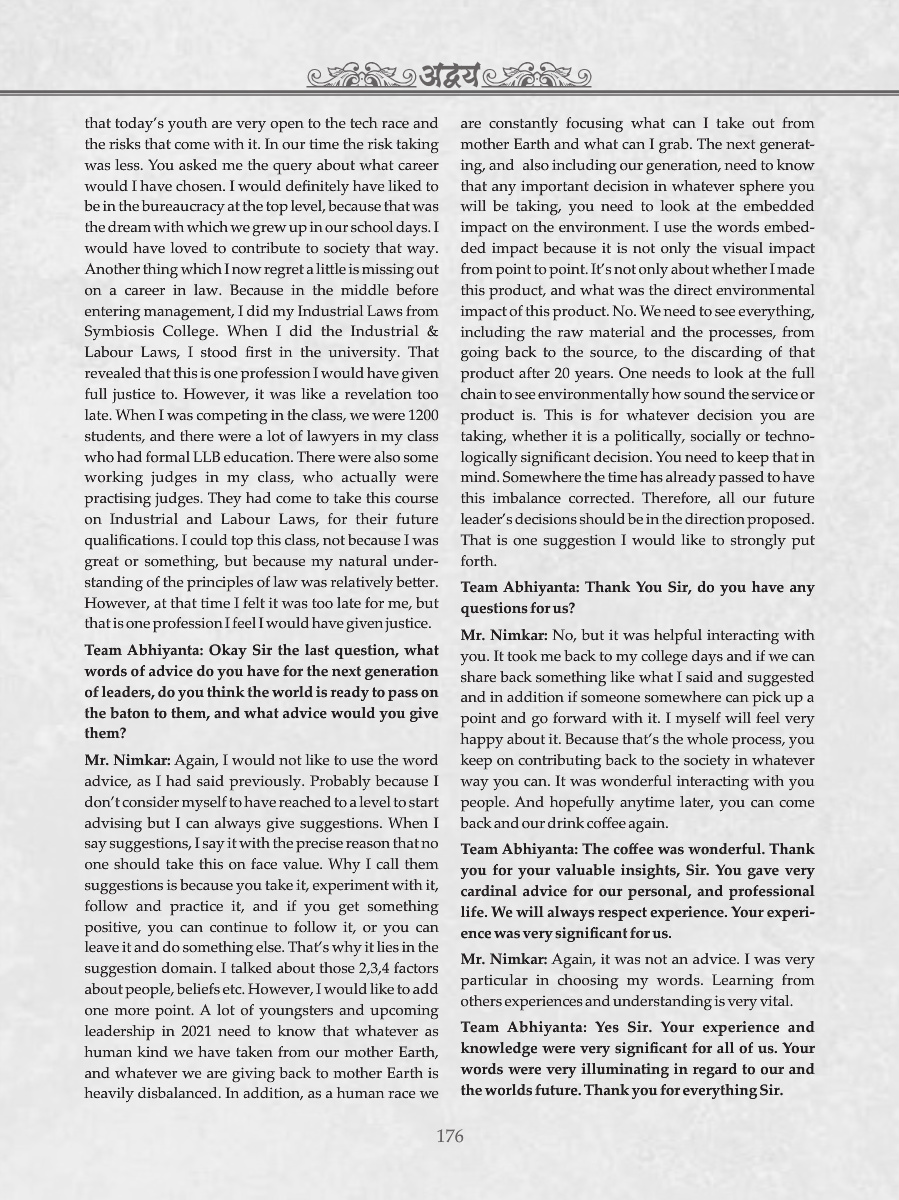 अद्वय
that today's youth are very open to the tech race and
the risks that come with it. In our time the risk taking
was less. You asked me the query about what career
would I have chosen. I would definitely have liked to
be in the bureaucracy at the top level, because that was
the dream with which we grew up in our school days. I
would have loved to contribute to society that way.
Another thing which I now regret a little is missing out
on a career in law. Because in the middle before
entering management, I did my Industrial Laws from
Symbiosis College. When I did the Industrial &
Labour Laws, I stood first in the university. That
revealed that this is one profession I would have given
full justice to. However, it was like a revelation too
late. When I was competing in the class, we were 1200
students, and there were a lot of lawyers in my class
who had formal LLB education. There were also some
working judges in my class, who actually were
practising judges. They had come to take this course
on Industrial and Labour Laws, for their future
qualifications. I could top this class, not because I was
great or something, but because my natural under-
standing of the principles of law was relatively better.
However, at that time I felt it was too late for me, but
that is one profession I feel I would have given justice.
Team Abhiyanta: Okay Sir the last question, what
words of advice do you have for the next generation
of leaders, do you think the world is ready to pass on
the baton to them, and what advice would you give
them?
Mr. Nimkar: Again, I would not like to use the word
advice, as I had said previously. Probably because I
don't consider myself to have reached to a level to start
advising but I can always give suggestions. When I
say suggestions, I say it with the precise reason that no
one should take this on face value. Why I call them
suggestions is because you take it, experiment with it,
follow and practice it, and if you get something
positive, you can continue to follow it, or you can
leave it and do something else. That's why it lies in the
suggestion domain. I talked about those 2,3,4 factors
about people, beliefs etc. However, I would like to add
one more point. A lot of youngsters and upcoming
leadership in 2021 need to know that whatever as
human kind we have taken from our mother Earth,
and whatever we are giving back to mother Earth is
heavily disbalanced. In addition, as a human race we
are constantly focusing what can I take out from
mother Earth and what can I grab. The next generat-
ing, and also including our generation, need to know
that any important decision in whatever sphere you
will be taking, you need to look at the embedded
impact on the environment. I use the words embed-
ded impact because it is not only the visual impact
from point to point. It's not only about whether I made
this product, and what was the direct environmental
impact of this product. No. We need to see everything,
including the raw material and the processes, from
going back to the source, to the discarding of that
product after 20 years. One needs to look at the full
chain to see environmentally how sound the service or
product is. This is for whatever decision you are
taking, whether it is a politically, socially or techno-
logically significant decision. You need to keep that in
mind. Somewhere the time has already passed to have
this imbalance corrected. Therefore, all our future
leader's decisions should be in the direction proposed.
That is one suggestion I would like to strongly put
forth.
Team Abhiyanta: Thank You Sir, do you have any
questions for us?
Mr. Nimkar: No, but it was helpful interacting with
you. It took me back to my college days and if we can
share back something like what I said and suggested
and in addition if someone somewhere can pick up a
point and go forward with it. I myself will feel very
happy about it. Because that's the whole process, you
keep on contributing back to the society in whatever
way you can. It was wonderful interacting with you
people. And hopefully anytime later, you can come
back and our drink coffee again.
Team Abhiyanta: The coffee was wonderful. Thank
you for your valuable insights, Sir. You gave very
cardinal advice for our personal, and professional
life. We will always respect experience. Your experi-
ence was very significant for us.
Mr. Nimkar: Again, it was not an advice. I was very
particular in choosing my words. Learning from
others experiences and understanding is very vital.
Team Abhiyanta: Yes Sir. Your experience and
knowledge were very significant for all of us. Your
words were very illuminating in regard to our and
the worlds future. Thank you for everything Sir.
176